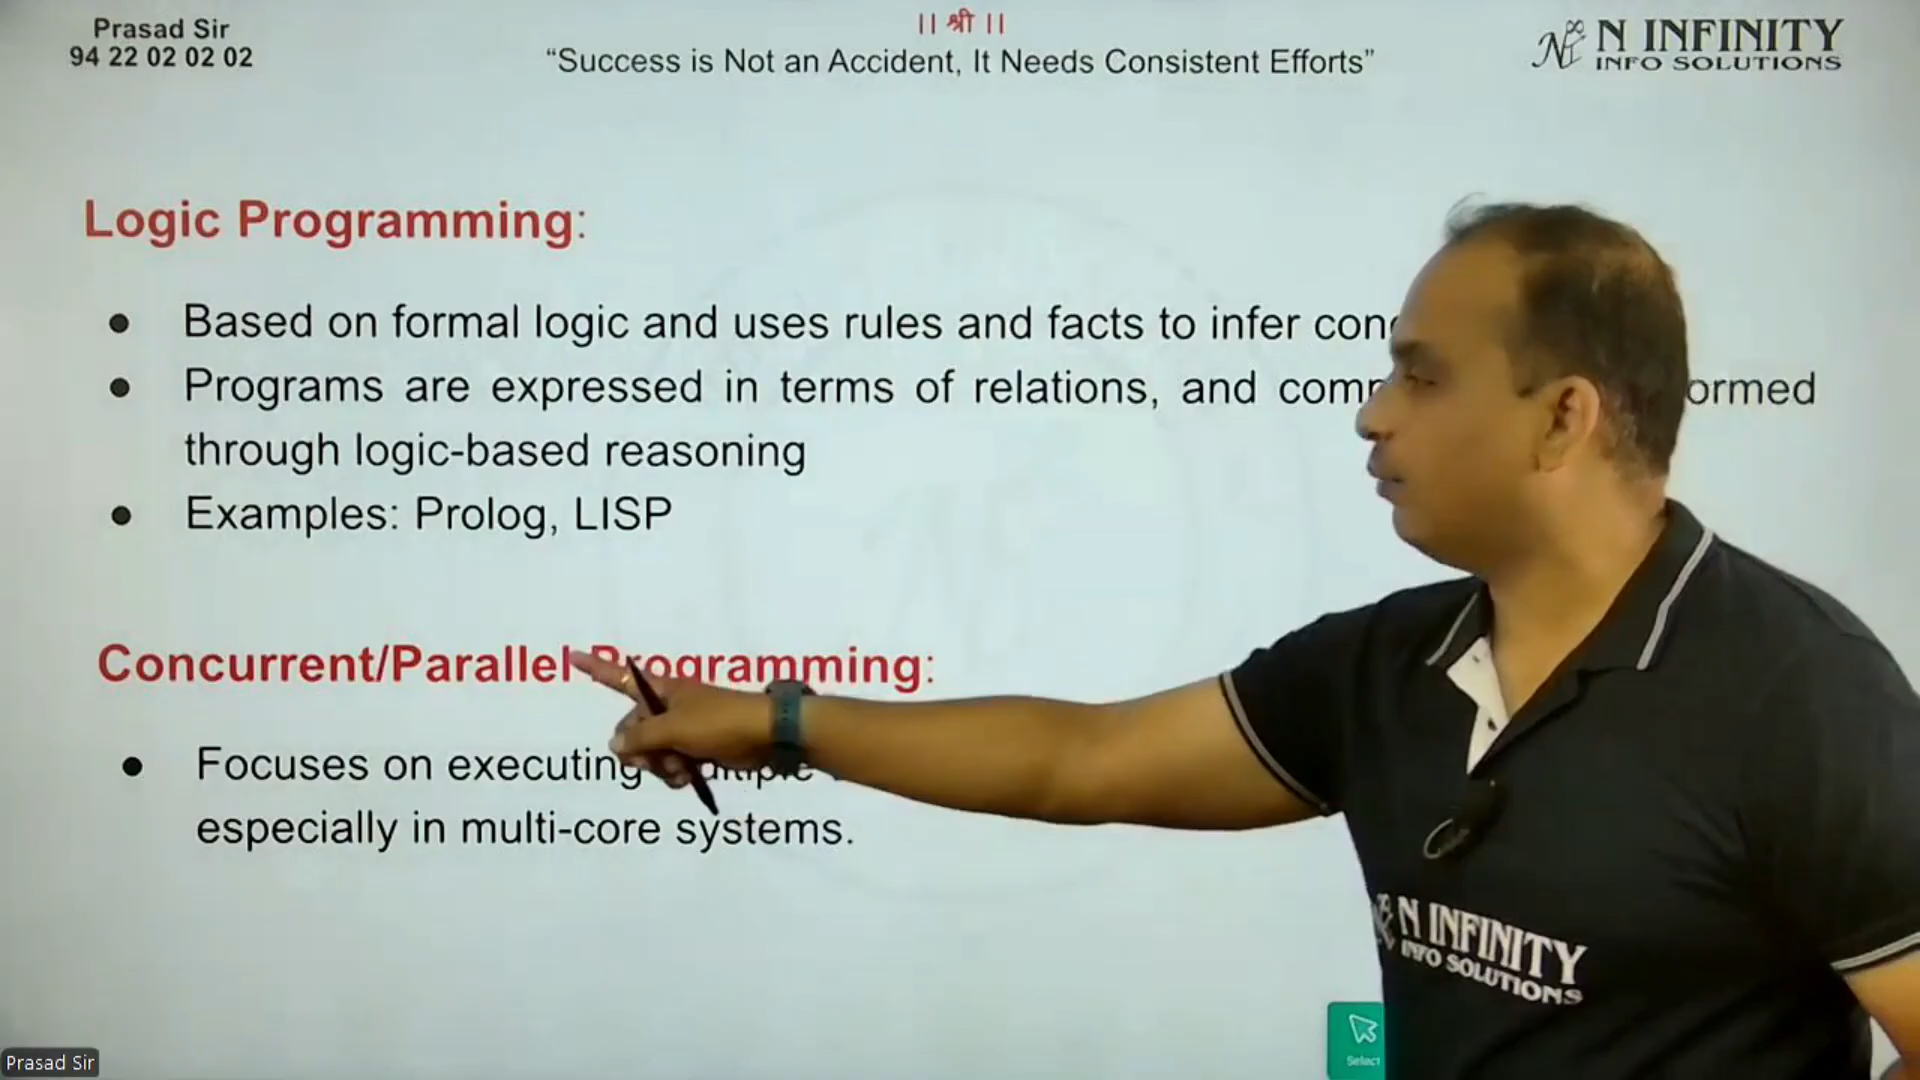 Prasad Sir
94 22 02 02 02
|| श्री ||
“Success is Not an Accident, It Needs Consistent Efforts”
N INFINITY
INFO SOLUTIONS
Logic Programming:
● Based on formal logic and uses rules and facts to infer
● Programs are expressed in terms of relations, and
through logic-based reasoning
● Examples: Prolog, LISP
Concurrent/Parallel Programming:
● Focuses on executing
especially in multi-core systems.
N INFINITY
INFO SOLUTIONS
Select
Prasad Sir